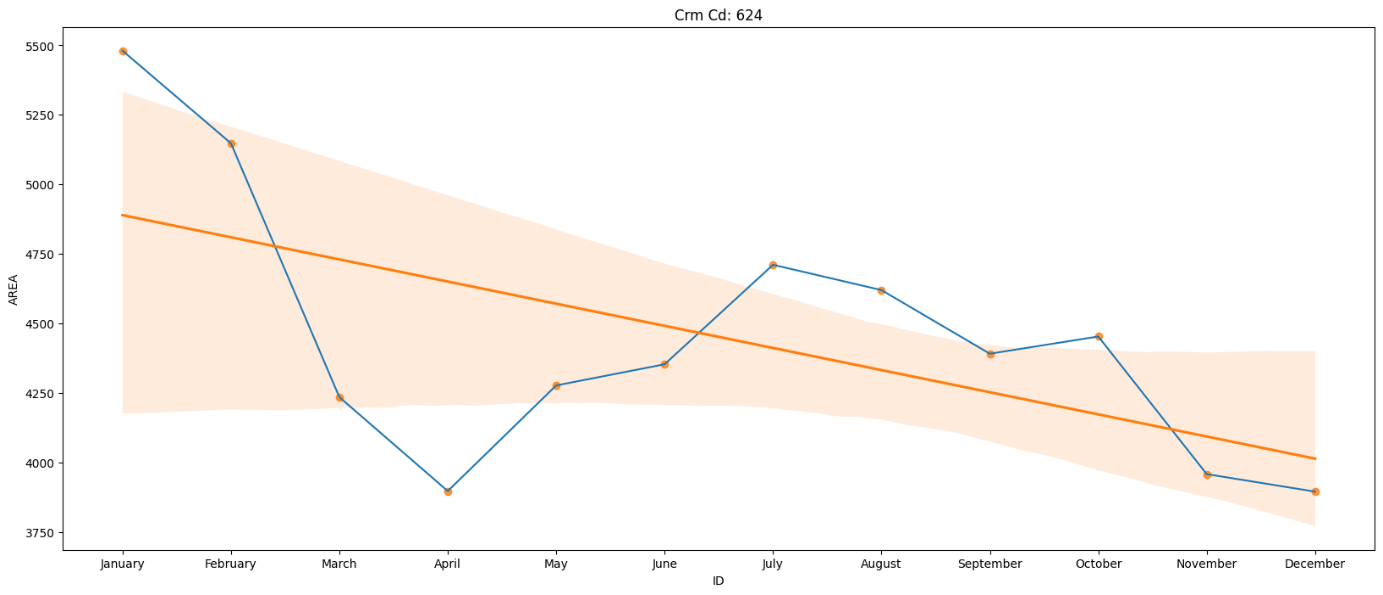 Crm Cd: 624
5500
5250
5000
4750
4500
4250
4000
3750
AREA
January February March April May June July August September October November December
ID